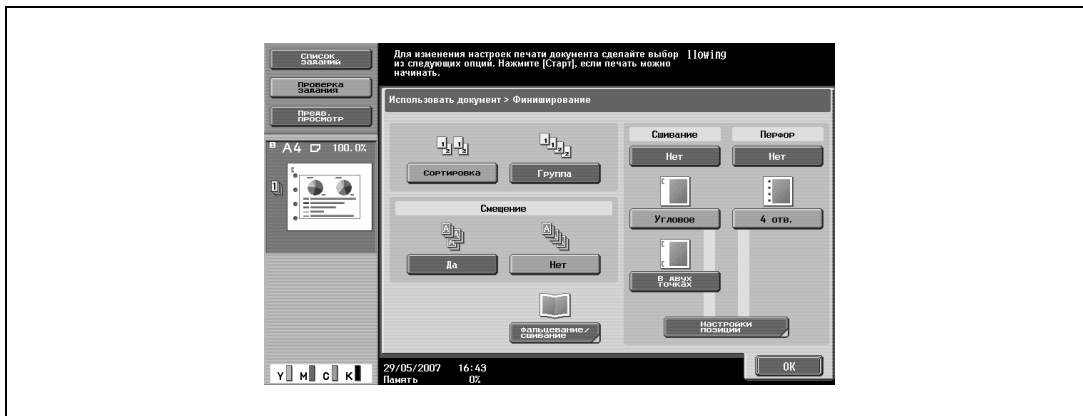 Список
заданий
Проверка
задания
Предв.
просмотр
A4 100.0%
1
Для изменения настроек печати документа сделайте выбор llowing
из следующих опций. Нажмите [Старт], если печать можно
начинать.
Использовать документ > Финиширование
Сортировка Группа
Смещение
Да Нет
Фальцевание/
сшивание
Сшивание Перфор
Нет Нет
Угловое 4 отв.
В двух
точках
Настройки
позиции
OK
Y M C K
29/05/2007 16:43
Память 0%